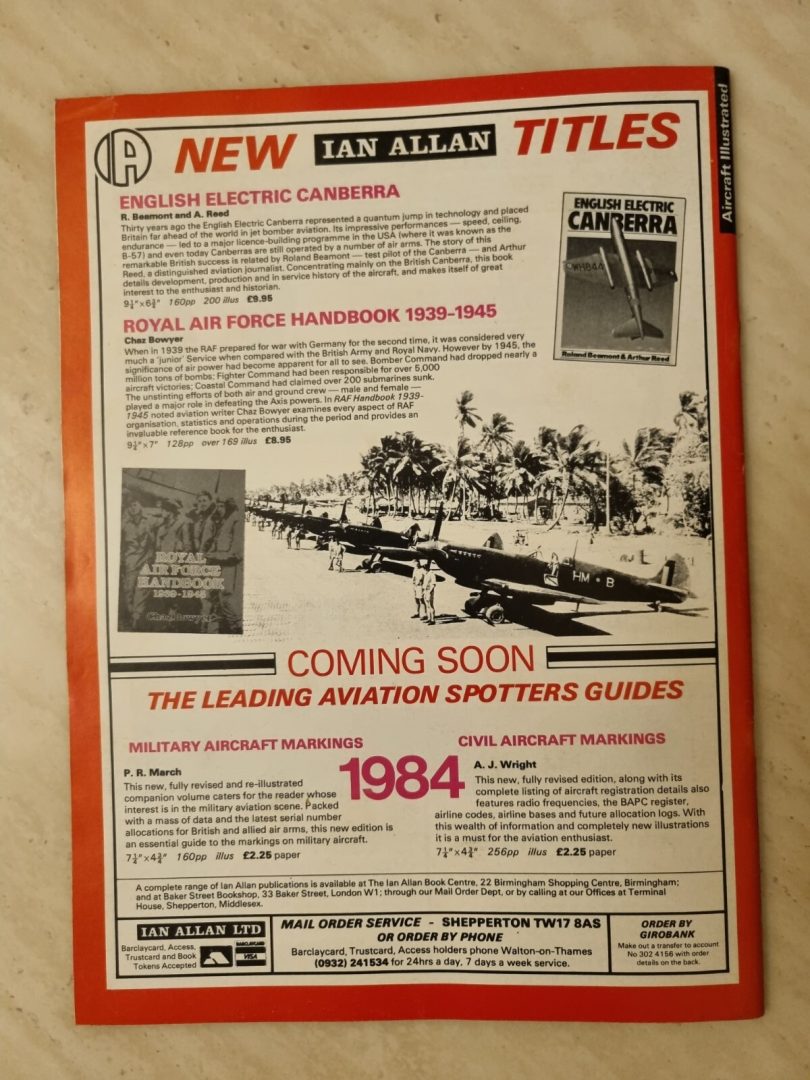 Aircraft Illustrated
IA NEW IAN ALLAN TITLES
ENGLISH ELECTRIC CANBERRA
R. Beamont and A. Reed
Thirty years ago the English Electric Canberra represented a quantum jump in technology and placed
Britain far ahead of the world in jet bomber aviation. Its impressive performances — speed, ceiling,
endurance — led to a major licence-building programme in the USA (where it was known as the
B-57) and even today Canberras are still operated by a number of air arms. The story of this
remarkable British success is related by Roland Beamont — test pilot of the Canberra — and Arthur
Reed, a distinguished aviation journalist. Concentrating mainly on the British Canberra, this book
details development, production and in service history of the aircraft, and makes itself of great
interest to the enthusiast and historian.
9¼"×6¾" 160pp 200 illus £9.95
ENGLISH ELECTRIC
CANBERRA
WH844
Roland Beamont & Arthur Reed
ROYAL AIR FORCE HANDBOOK 1939-1945
Chaz Bowyer
When in 1939 the RAF prepared for war with Germany for the second time, it was considered very
much a 'junior' Service when compared with the British Army and Royal Navy. However by 1945, the
significance of air power had become apparent for all to see. Bomber Command had dropped nearly a
million tons of bombs; Fighter Command had been responsible for over 5,000
aircraft victories; Coastal Command had claimed over 200 submarines sunk.
The unstinting efforts of both air and ground crew — male and female —
played a major role in defeating the Axis powers. In RAF Handbook 1939-
1945 noted aviation writer Chaz Bowyer examines every aspect of RAF
organisation, statistics and operations during the period and provides an
invaluable reference book for the enthusiast.
9¼"×7" 128pp over 169 illus £8.95
ROYAL
AIR FORCE
HANDBOOK
1939-1945
Chaz Bowyer
HM B
COMING SOON
THE LEADING AVIATION SPOTTERS GUIDES
MILITARY AIRCRAFT MARKINGS
P. R. March
This new, fully revised and re-illustrated
companion volume caters for the reader whose
interest is in the military aviation scene. Packed
with a mass of data and the latest serial number
allocations for British and allied air arms, this new edition is
an essential guide to the markings on military aircraft.
7¼"×4¾" 160pp illus £2.25 paper
1984
CIVIL AIRCRAFT MARKINGS
A. J. Wright
This new, fully revised edition, along with its
complete listing of aircraft registration details also
features radio frequencies, the BAPC register,
airline codes, airline bases and future allocation logs. With
this wealth of information and completely new illustrations
it is a must for the aviation enthusiast.
7¼"×4¾" 256pp illus £2.25 paper
A complete range of Ian Allan publications is available at The Ian Allan Book Centre, 22 Birmingham Shopping Centre, Birmingham;
and at Baker Street Bookshop, 33 Baker Street, London W1; through our Mail Order Dept, or by calling at our Offices at Terminal
House, Shepperton, Middlesex.
IAN ALLAN LTD
Barclaycard, Access,
Trustcard and Book
Tokens Accepted
BARCLAYCARD
VISA
MAIL ORDER SERVICE - SHEPPERTON TW17 8AS
OR ORDER BY PHONE
Barclaycard, Trustcard, Access holders phone Walton-on-Thames
(0932) 241534 for 24hrs a day, 7 days a week service.
ORDER BY
GIROBANK
Make out a transfer to account
No 302 4156 with order
details on the back.